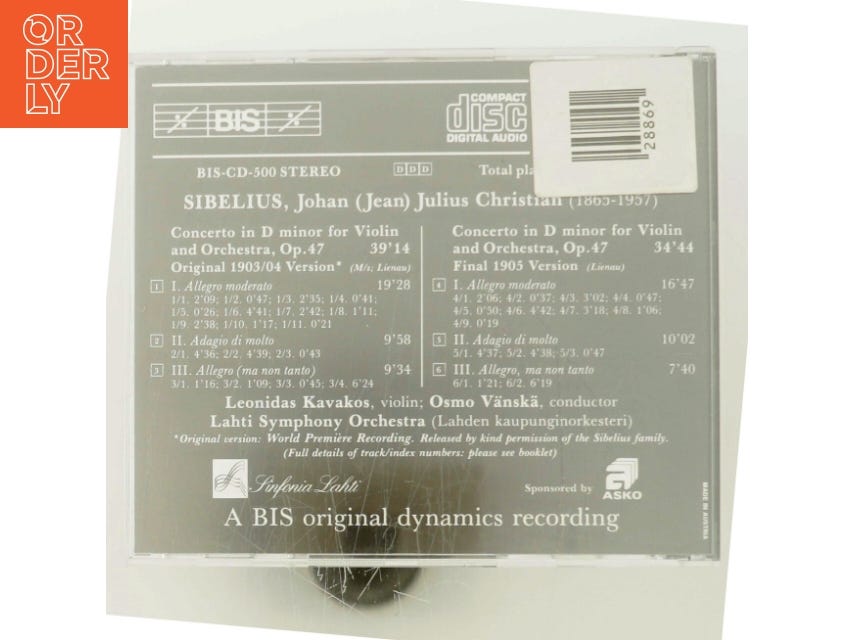 OR
DER
LY
BIS
COMPACT
disc
DIGITAL AUDIO
28869
BIS-CD-500 STEREO
DDD
Total
SIBELIUS, Johan (Jean) Julius Christian (1865-1957)
Concerto in D minor for Violin
and Orchestra, Op.47 39'14
Original 1903/04 Version* (M/s; Lienau)
1 I. Allegro moderato 19'28
1/1. 2'09; 1/2. 0'47; 1/3. 2'35; 1/4. 0'41;
1/5. 0'26; 1/6. 4'41; 1/7. 2'42; 1/8. 1'11;
1/9. 2'38; 1/10. 1'17; 1/11. 0'21
2 II. Adagio di molto 9'58
2/1. 4'36; 2/2. 4'39; 2/3. 0'43
3 III. Allegro (ma non tanto) 9'34
3/1. 1'16; 3/2. 1'09; 3/3. 0'45; 3/4. 6'24
Concerto in D minor for Violin
and Orchestra, Op.47 34'44
Final 1905 Version (Lienau)
4 I. Allegro moderato 16'47
4/1. 2'06; 4/2. 0'37; 4/3. 3'02; 4/4. 0'47;
4/5. 0'50; 4/6. 4'42; 4/7. 3'18; 4/8. 1'06;
4/9. 0'19
5 II. Adagio di molto 10'02
5/1. 4'37; 5/2. 4'38; 5/3. 0'47
6 III. Allegro, ma non tanto 7'40
6/1. 1'21; 6/2. 6'19
Leonidas Kavakos, violin; Osmo Vänskä, conductor
Lahti Symphony Orchestra (Lahden kaupunginorkesteri)
*Original version: World Première Recording. Released by kind permission of the Sibelius family.
(Full details of track/index numbers: please see booklet)
Sinfonia Lahti
Sponsored by
ASKO
A BIS original dynamics recording
MADE IN AUSTRIA